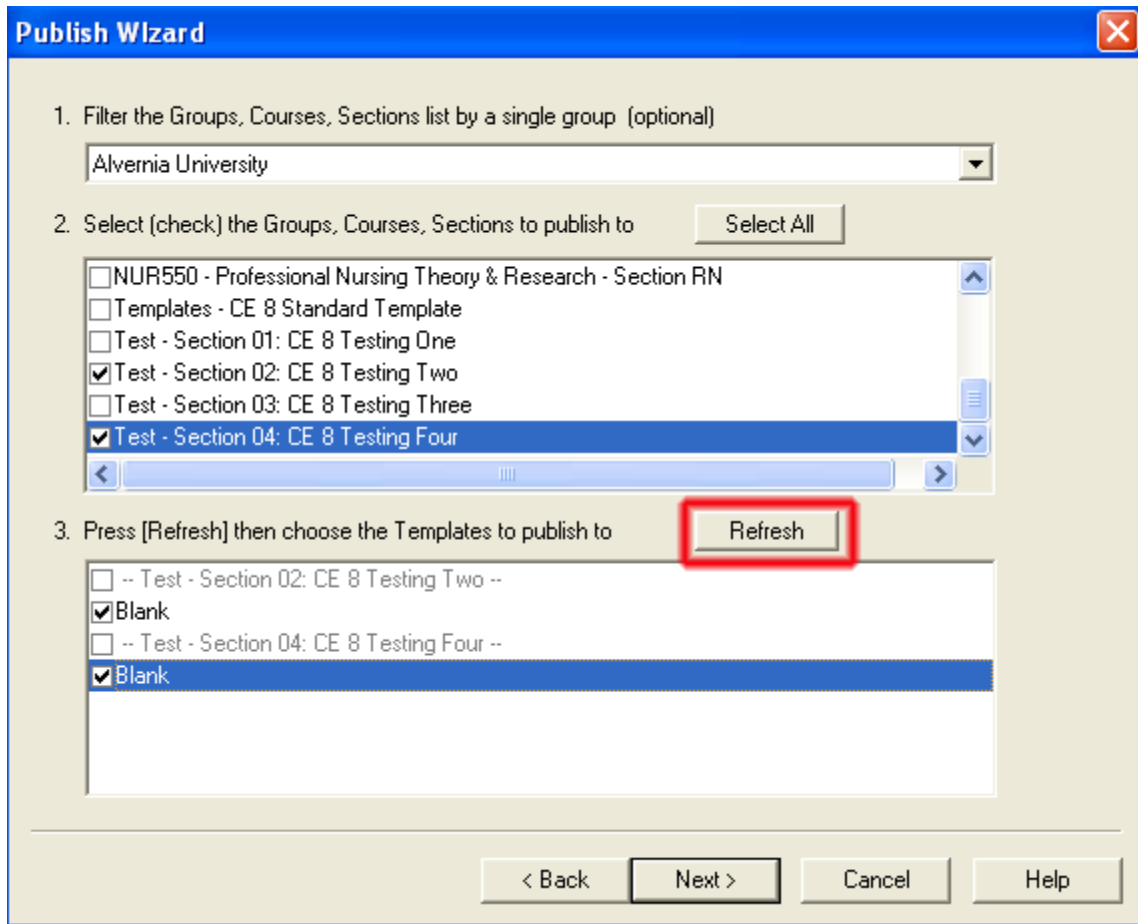 Publish WIzard
1. Filter the Groups, Courses, Sections list by a single group (optional)
Alvernia University
2. Select (check) the Groups, Courses, Sections to publish to Select All
NUR550 - Professional Nursing Theory & Research - Section RN
Templates - CE 8 Standard Template
Test - Section 01: CE 8 Testing One
Test - Section 02: CE 8 Testing Two
Test - Section 03: CE 8 Testing Three
Test - Section 04: CE 8 Testing Four
3. Press [Refresh] then choose the Templates to publish to Refresh
-- Test - Section 02: CE 8 Testing Two --
Blank
-- Test - Section 04: CE 8 Testing Four --
Blank
< Back Next > Cancel Help